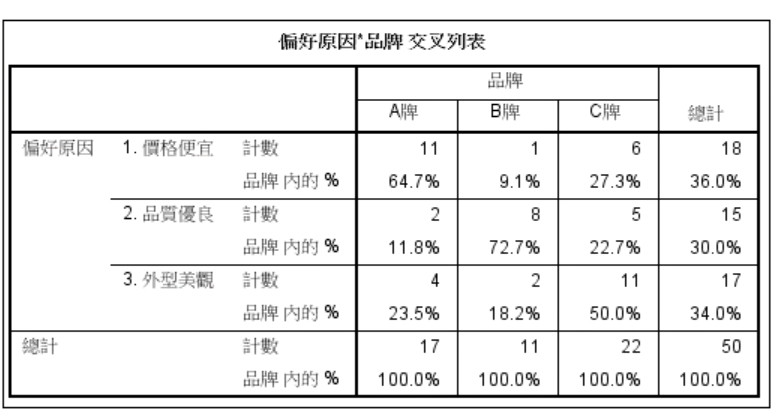 偏好原因*品牌 交叉列表
品牌
A牌 B牌 C牌 總計
偏好原因 1. 價格便宜 計數 11 1 6 18
品牌 內的 % 64.7% 9.1% 27.3% 36.0%
2. 品質優良 計數 2 8 5 15
品牌 內的 % 11.8% 72.7% 22.7% 30.0%
3. 外型美觀 計數 4 2 11 17
品牌 內的 % 23.5% 18.2% 50.0% 34.0%
總計 計數 17 11 22 50
品牌 內的 % 100.0% 100.0% 100.0% 100.0%